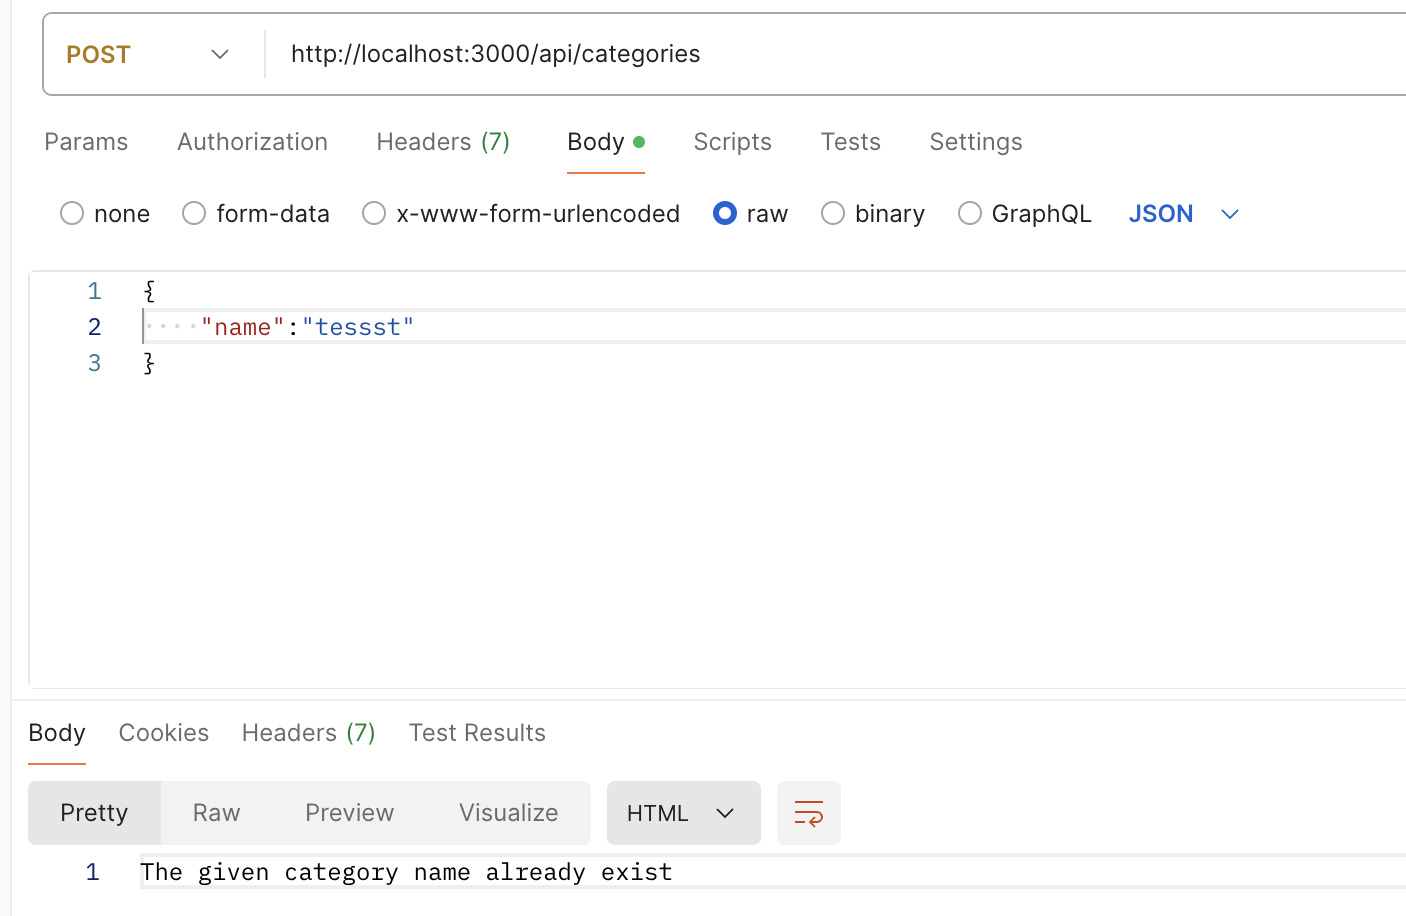 POST http://localhost:3000/api/categories
Params Authorization Headers (7) Body Scripts Tests Settings
none form-data x-www-form-urlencoded raw binary GraphQL JSON
1 {
2 ····"name":"tessst"
3 }
Body Cookies Headers (7) Test Results
Pretty Raw Preview Visualize HTML
1 The given category name already exist